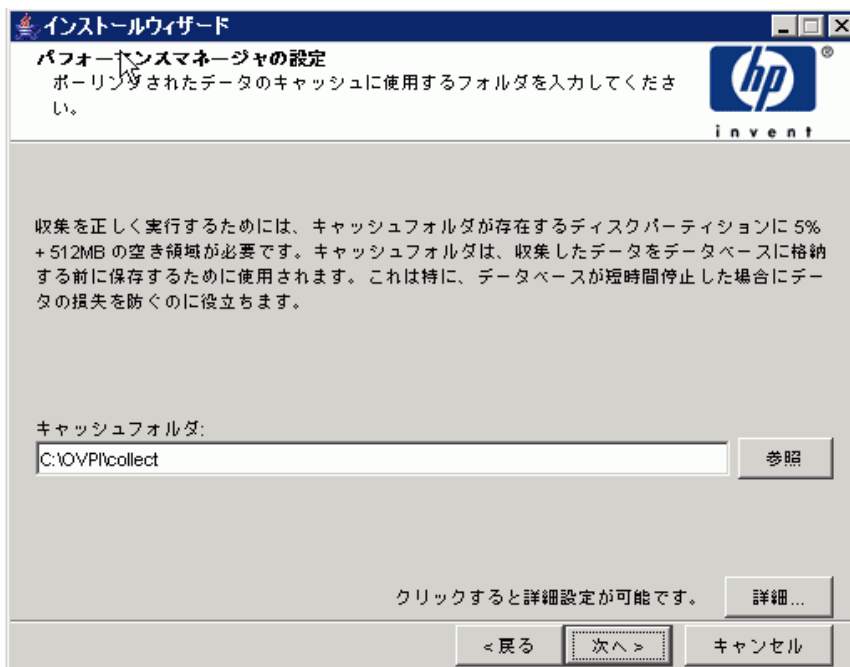 インストールウィザード
パフォーマンスマネージャの設定
ポーリングされたデータのキャッシュに使用するフォルダを入力してくださ
い。
hp
®
invent
収集を正しく実行するためには、キャッシュフォルダが存在するディスクパーティションに 5%
+ 512MB の空き領域が必要です。キャッシュフォルダは、収集したデータをデータベースに格納
する前に保存するために使用されます。これは特に、データベースが短時間停止した場合にデー
タの損失を防ぐのに役立ちます。
キャッシュフォルダ:
C:\OVPI\collect
参照
クリックすると詳細設定が可能です。
詳細...
<戻る
次へ>
キャンセル